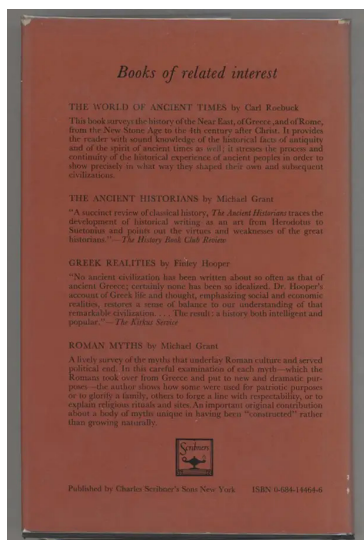 Books of related interest
THE WORLD OF ANCIENT TIMES by Carl Roebuck
This book surveys the history of the Near East, of Greece ,and of Rome,
from the New Stone Age to the 4th century after Christ. It provides
the reader with sound knowledge of the historical facts of antiquity
and of the spirit of ancient times as well; it stresses the process and
continuity of the historical experience of ancient peoples in order to
show precisely in what way they shaped their own and subsequent
civilizations.
THE ANCIENT HISTORIANS by Michael Grant
"A succinct review of classical history, The Ancient Historians traces the
development of historical writing as an art from Herodotus to
Suetonius and points out the virtues and weaknesses of the great
historians."—The History Book Club Review
GREEK REALITIES by Finley Hooper
"No ancient civilization has been written about so often as that of
ancient Greece; certainly none has been so idealized. Dr. Hooper's
account of Greek life and thought, emphasizing social and economic
realities, restores a sense of balance to our understanding of that
remarkable civilization. . . . The result: a history both intelligent and
popular."—The Kirkus Service
ROMAN MYTHS by Michael Grant
A lively survey of the myths that underlay Roman culture and served
political end. In this careful examination of each myth—which the
Romans took over from Greece and put to new and dramatic pur-
poses—the author shows how some were used for patriotic purposes
or to glorify a family, others to forge a line with respectability, or to
explain religious rituals and sites. An important original contribution
about a body of myths unique in having been "constructed" rather
than growing naturally.
Scribners
Published by Charles Scribner's Sons New York ISBN 0-684-14464-6